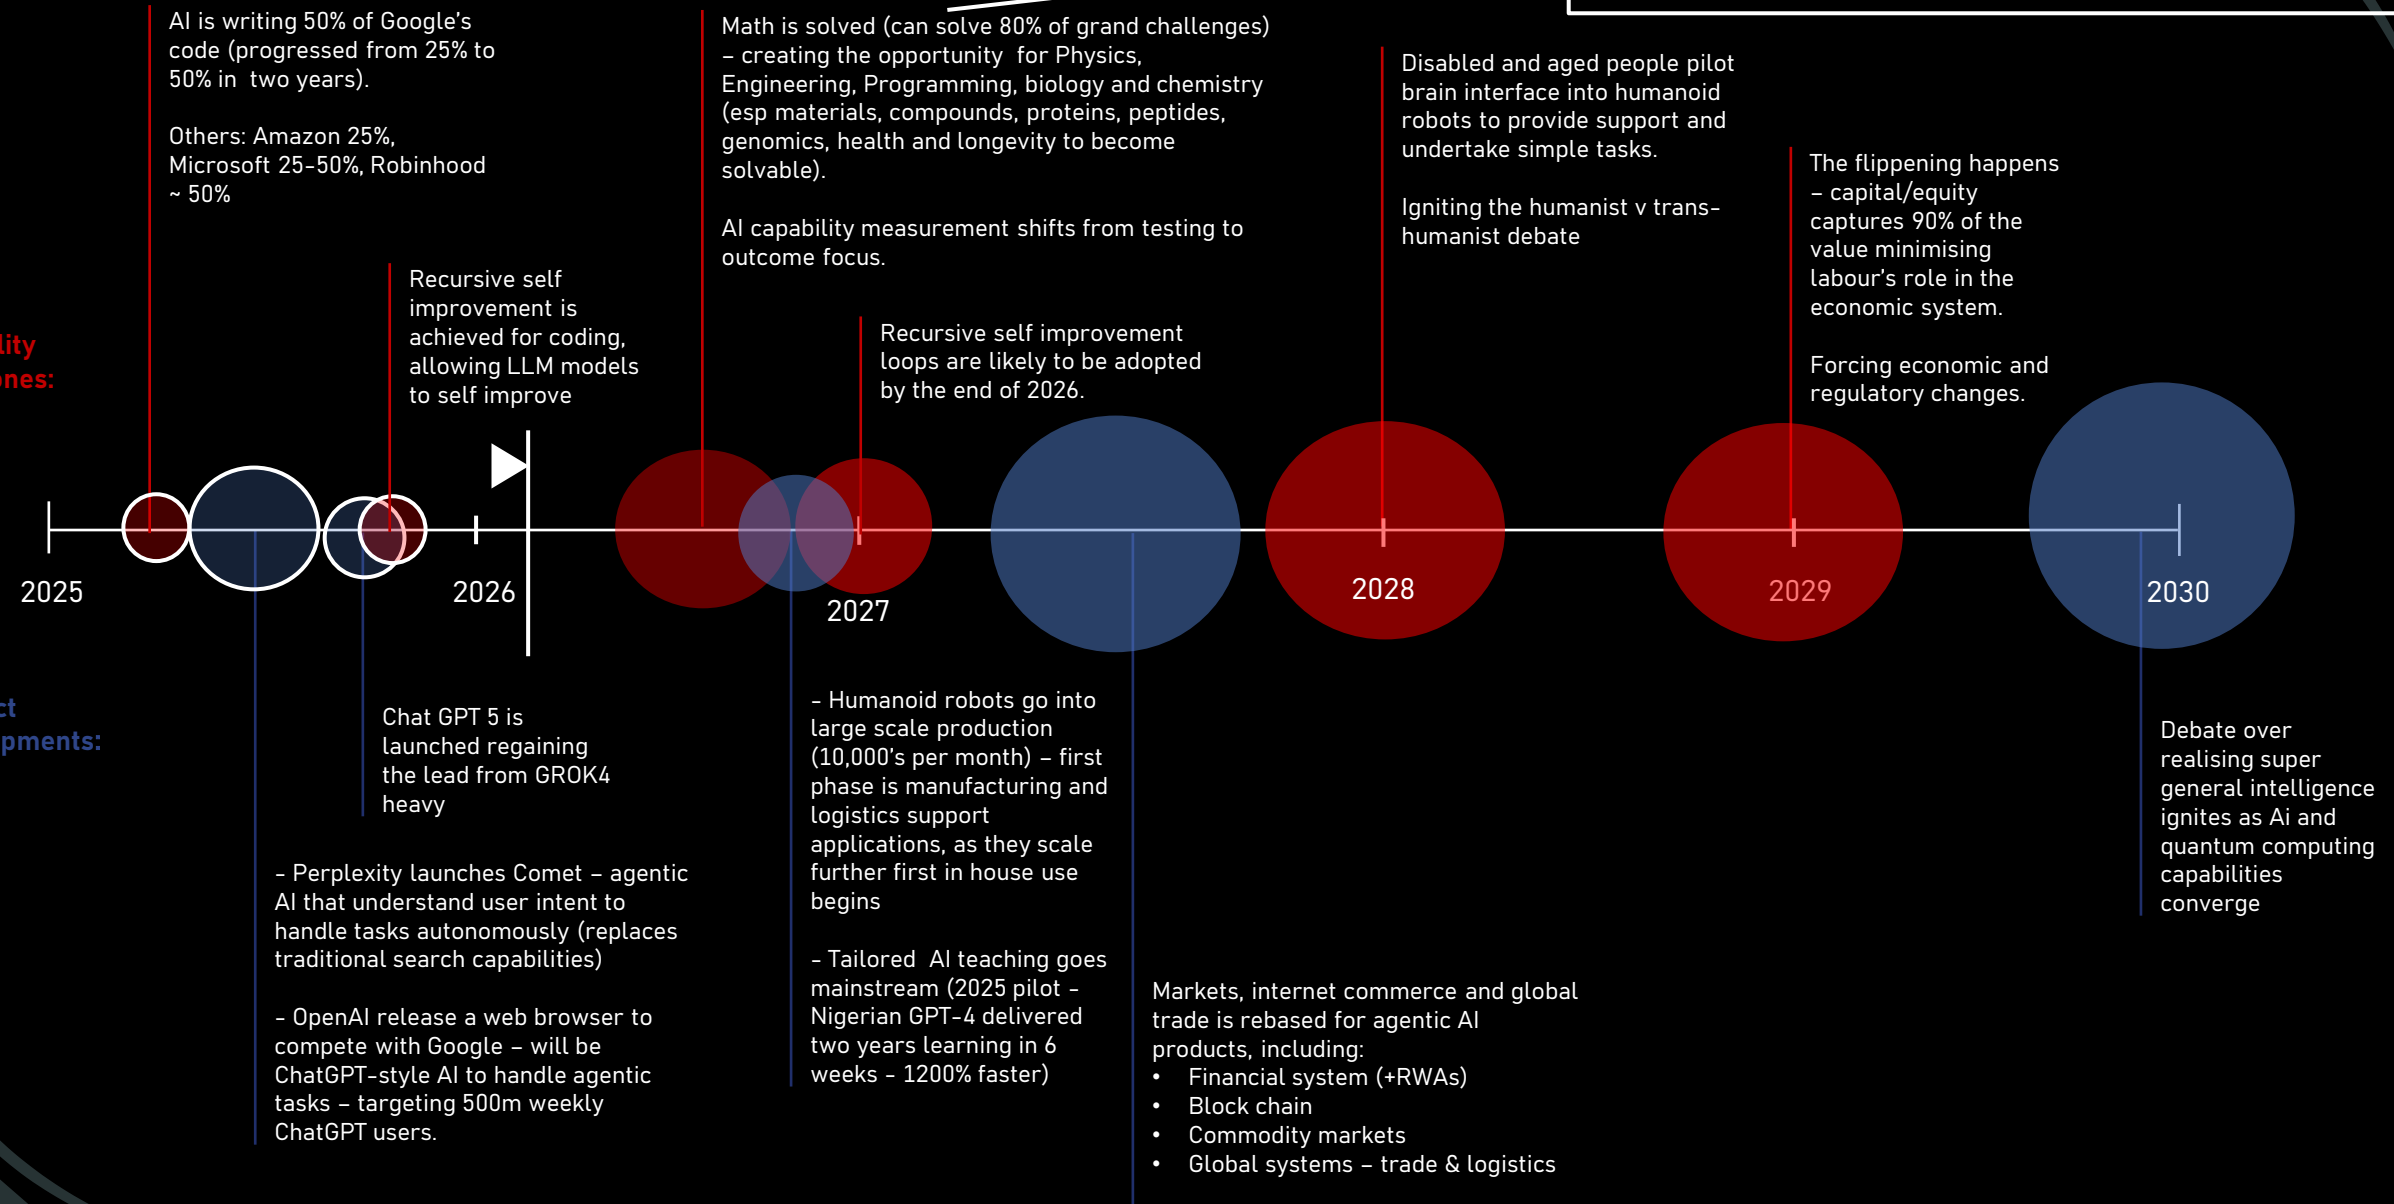 AI is writing 50% of Google's
code (progressed from 25% to
50% in two years).
Others: Amazon 25%,
Microsoft 25-50%, Robinhood
~ 50%
Recursive self
improvement is
achieved for coding,
allowing LLM models
to self improve
Math is solved (can solve 80% of grand challenges)
– creating the opportunity for Physics,
Engineering, Programming, biology and chemistry
(esp materials, compounds, proteins, peptides,
genomics, health and longevity to become
solvable).
AI capability measurement shifts from testing to
outcome focus.
Recursive self improvement
loops are likely to be adopted
by the end of 2026.
Disabled and aged people pilot
brain interface into humanoid
robots to provide support and
undertake simple tasks.
Igniting the humanist v trans-
humanist debate
The flippening happens
– capital/equity
captures 90% of the
value minimising
labour's role in the
economic system.
Forcing economic and
regulatory changes.
lity
ones:
2025
2026
2027
2028
2029
2030
ct
pments:
Chat GPT 5 is
launched regaining
the lead from GROK4
heavy
- Perplexity launches Comet – agentic
AI that understand user intent to
handle tasks autonomously (replaces
traditional search capabilities)
- OpenAI release a web browser to
compete with Google – will be
ChatGPT-style AI to handle agentic
tasks – targeting 500m weekly
ChatGPT users.
- Humanoid robots go into
large scale production
(10,000's per month) – first
phase is manufacturing and
logistics support
applications, as they scale
further first in house use
begins
- Tailored AI teaching goes
mainstream (2025 pilot -
Nigerian GPT-4 delivered
two years learning in 6
weeks - 1200% faster)
Markets, internet commerce and global
trade is rebased for agentic AI
products, including:
• Financial system (+RWAs)
• Block chain
• Commodity markets
• Global systems – trade & logistics
Debate over
realising super
general intelligence
ignites as Ai and
quantum computing
capabilities
converge